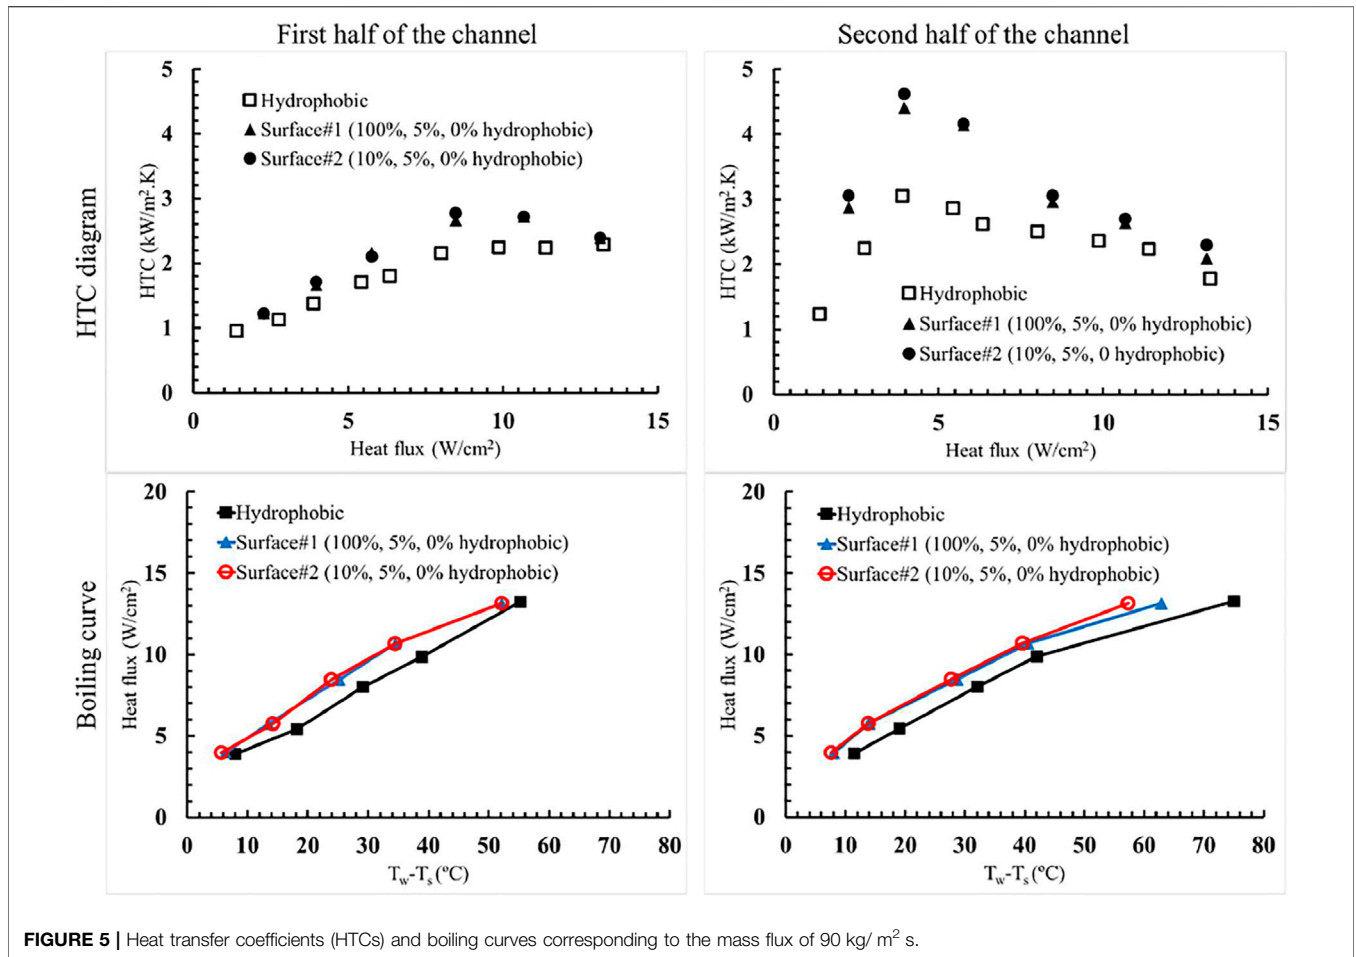 First half of the channel
Second half of the channel
HTC diagram
HTC (kW/m².K)
5
4
3
2
1
0
Hydrophobic
Surface#1 (100%, 5%, 0% hydrophobic)
Surface#2 (10%, 5%, 0% hydrophobic)
0 5 10 15
Heat flux (W/cm²)
HTC (kW/m².K)
5
4
3
2
1
0
Hydrophobic
Surface#1 (100%, 5%, 0% hydrophobic)
Surface#2 (10%, 5%, 0 hydrophobic)
0 5 10 15
Heat flux (W/cm²)
Boiling curve
Heat flux (W/cm²)
20
15
10
5
0
Hydrophobic
Surface#1 (100%, 5%, 0% hydrophobic)
Surface#2 (10%, 5%, 0% hydrophobic)
0 10 20 30 40 50 60 70 80
Tw-Ts (ºC)
Heat flux (W/cm²)
20
15
10
5
0
Hydrophobic
Surface#1 (100%, 5%, 0% hydrophobic)
Surface#2 (10%, 5%, 0% hydrophobic)
0 10 20 30 40 50 60 70 80
Tw-Ts (ºC)
FIGURE 5 | Heat transfer coefficients (HTCs) and boiling curves corresponding to the mass flux of 90 kg/ m² s.